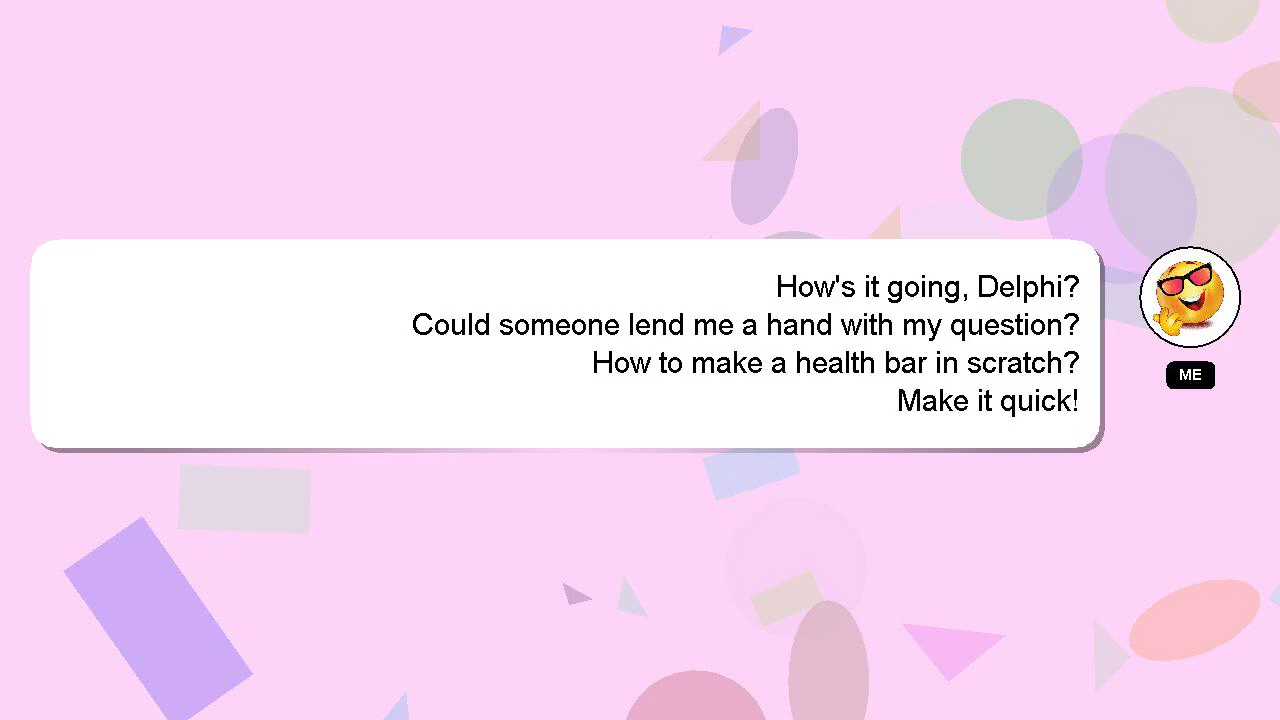 How's it going, Delphi?
Could someone lend me a hand with my question?
How to make a health bar in scratch?
Make it quick!
ME